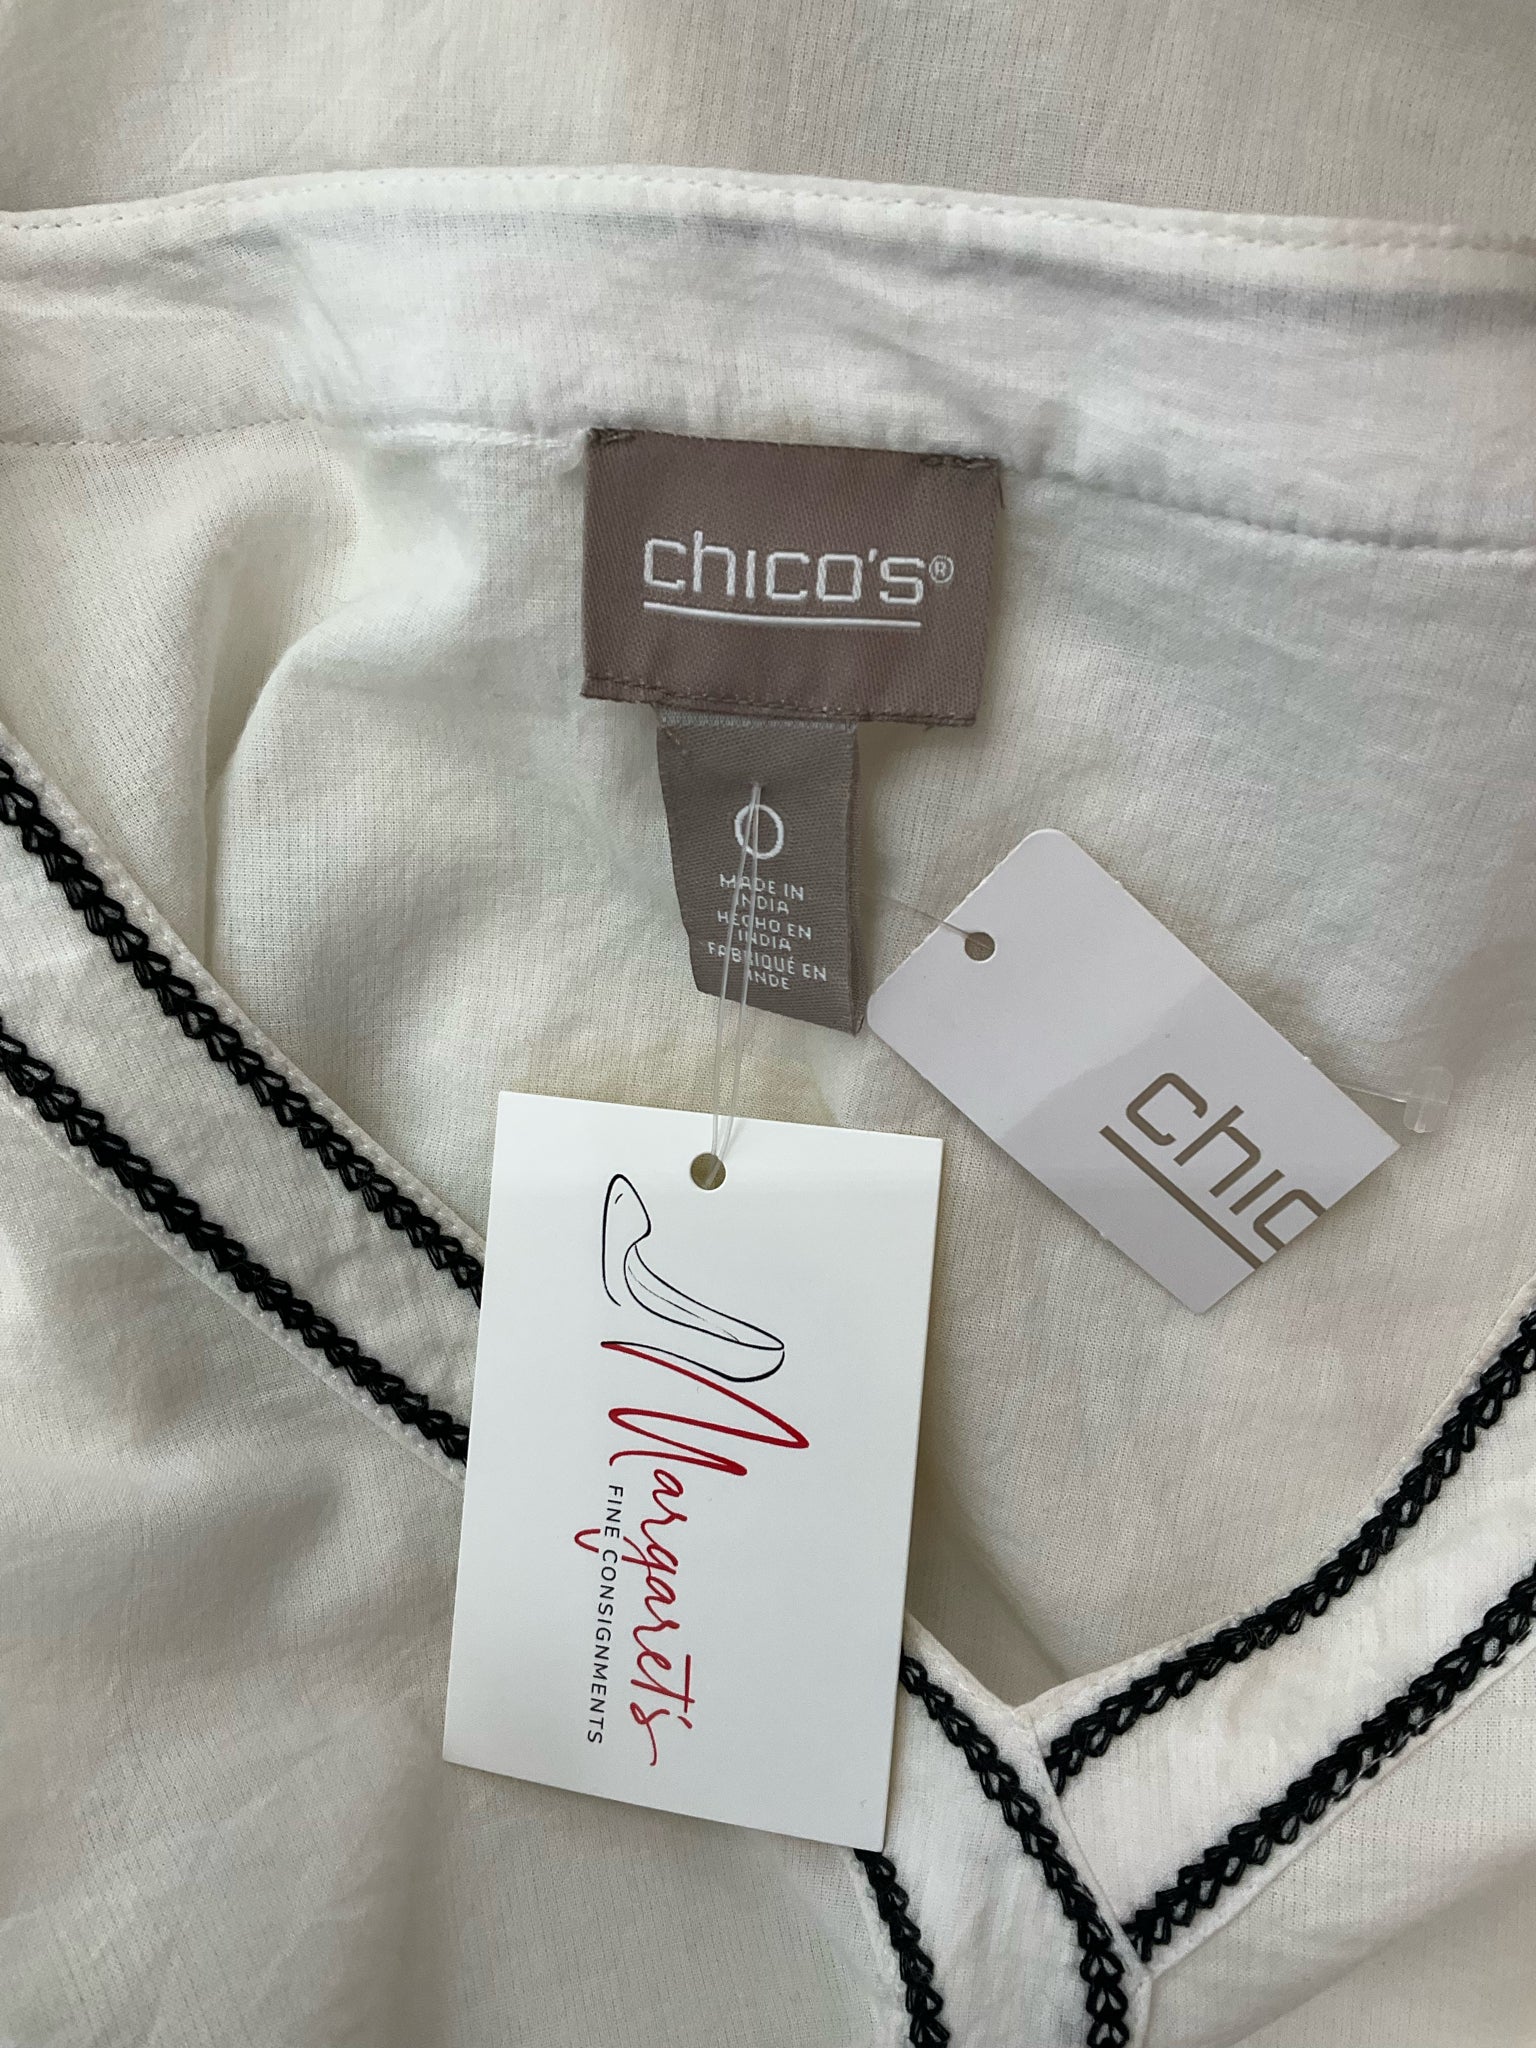 chico's®
0
MADE IN
INDIA
HECHO EN
INDIA
FABRIQUÉ EN
INDE
chic
Margaret's
FINE CONSIGNMENTS